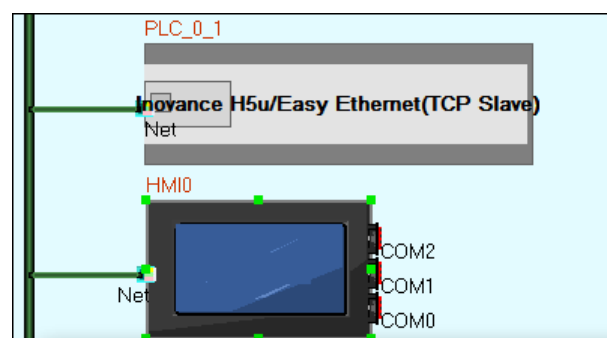 PLC_0_1
Inovance H5u/Easy Ethernet(TCP Slave)
Net
HMI0
COM2
Net
COM1
COM0